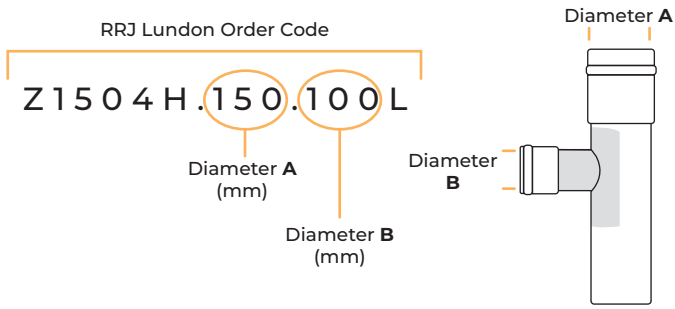 RRJ Lundon Order Code
Z1504H.150.100L
Diameter A
(mm)
Diameter B
(mm)
Diameter A
Diameter
B